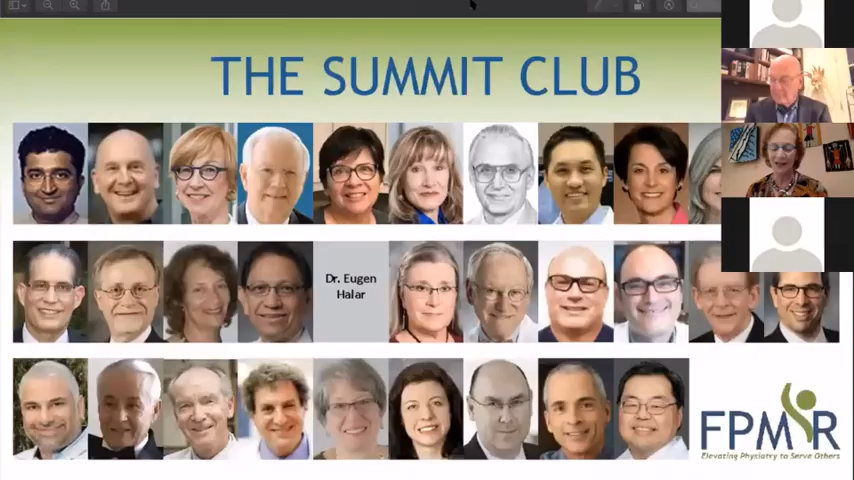 THE SUMMIT CLUB
Dr. Eugen
Halar
FPMR
Elevating Physiatry to Serve Others